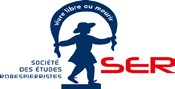 vivre libre ou mourir
SOCIÉTÉ
DES ÉTUDES
ROBESPIERRISTES
SER